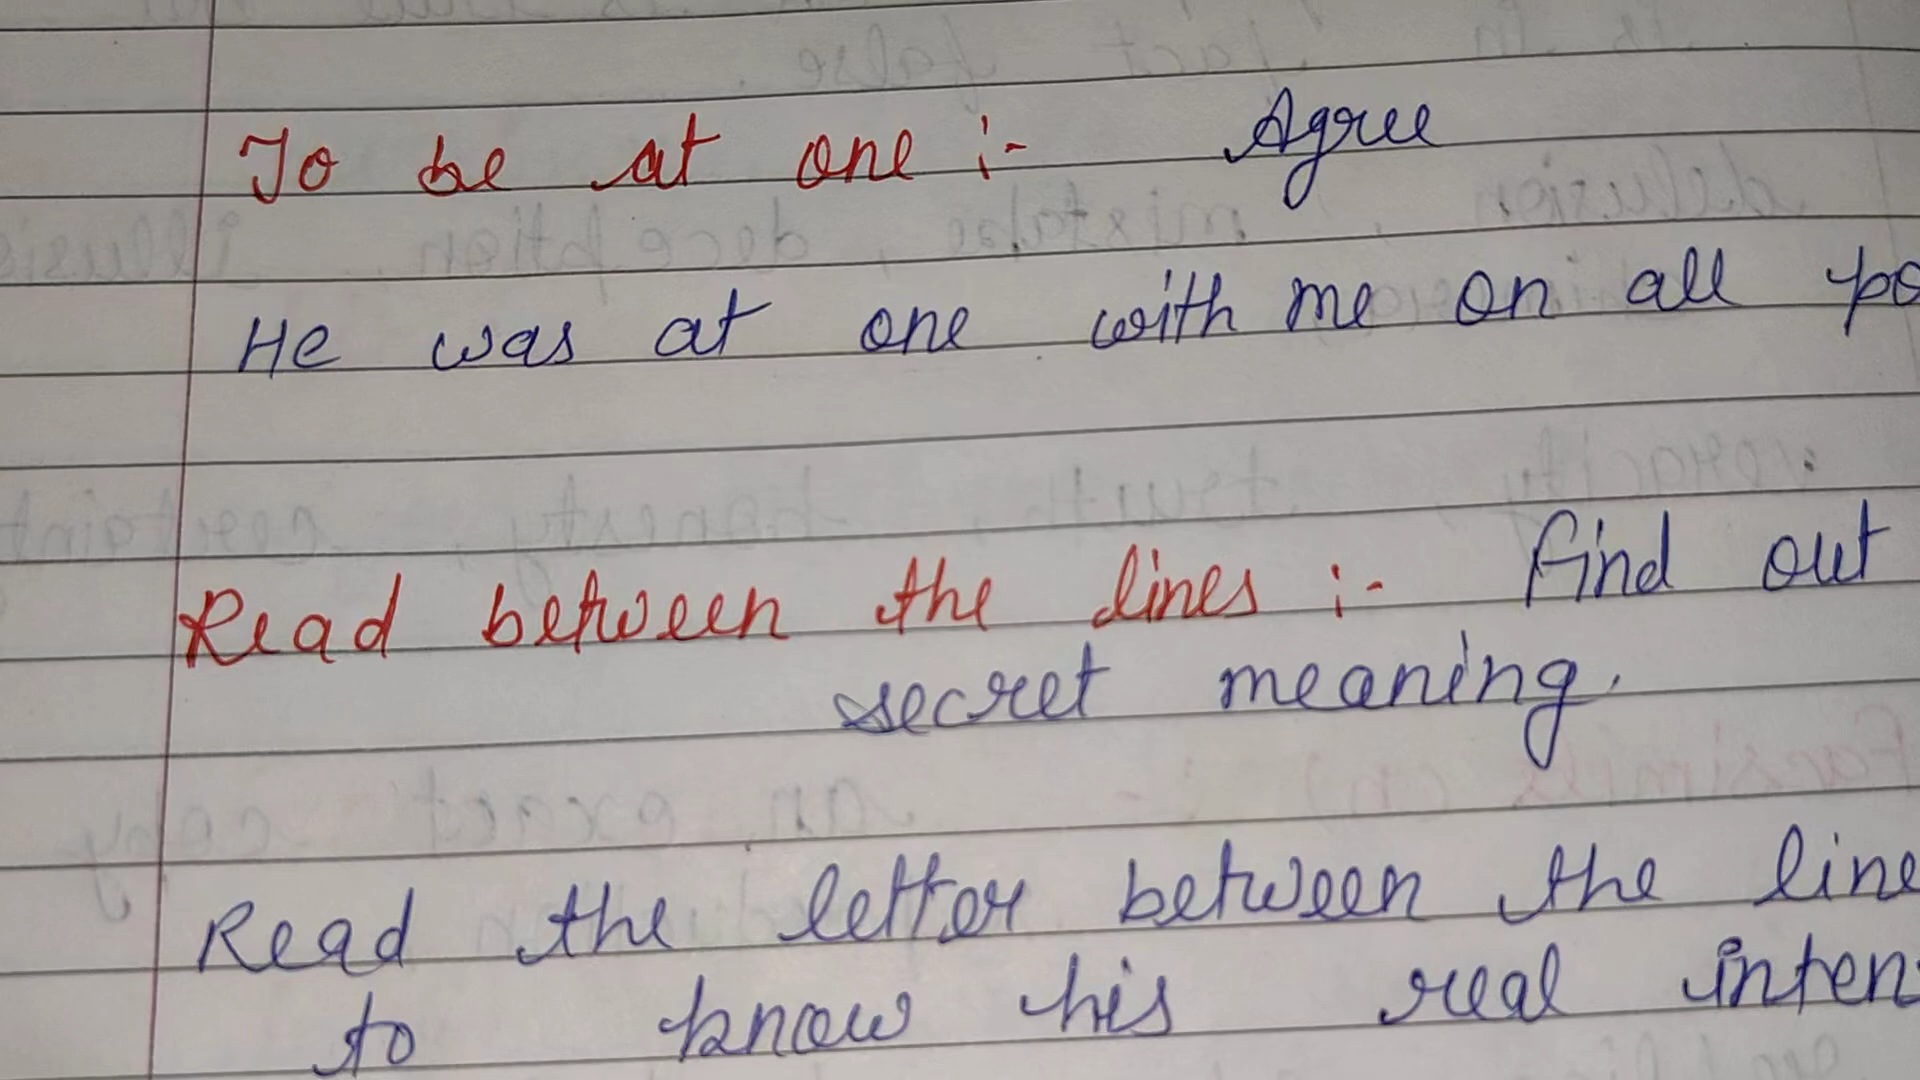 To be at one :- Agree
He was at one with me on all po
Read between the lines :- find out
secret meaning.
Read the letter between the line
to know his real inten